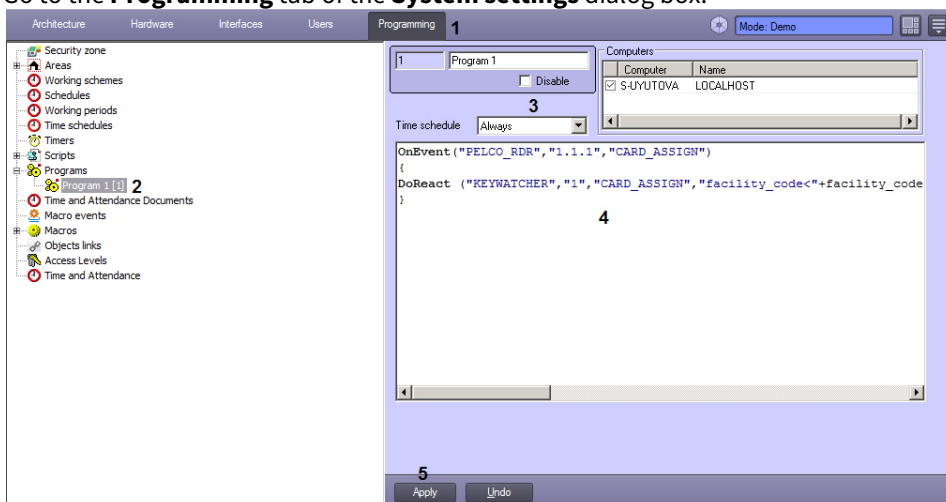 Go to the Programming tab of the System settings dialog box.
Architecture Hardware Interfaces Users Programming 1 Mode: Demo
Security zone
Areas
Working schemes
Schedules
Working periods
Time schedules
Timers
Scripts
Programs
Program 1 [1] 2
Time and Attendance Documents
Macro events
Macros
Objects links
Access Levels
Time and Attendance
1 Program 1
Disable
3
Time schedule Always
Computers
Computer Name
S-UYUTOVA LOCALHOST
OnEvent("PELCO_RDR","1.1.1","CARD_ASSIGN")
{
DoReact ("KEYWATCHER","1","CARD_ASSIGN","facility_code<"+facility_code
}
4
5
Apply Undo